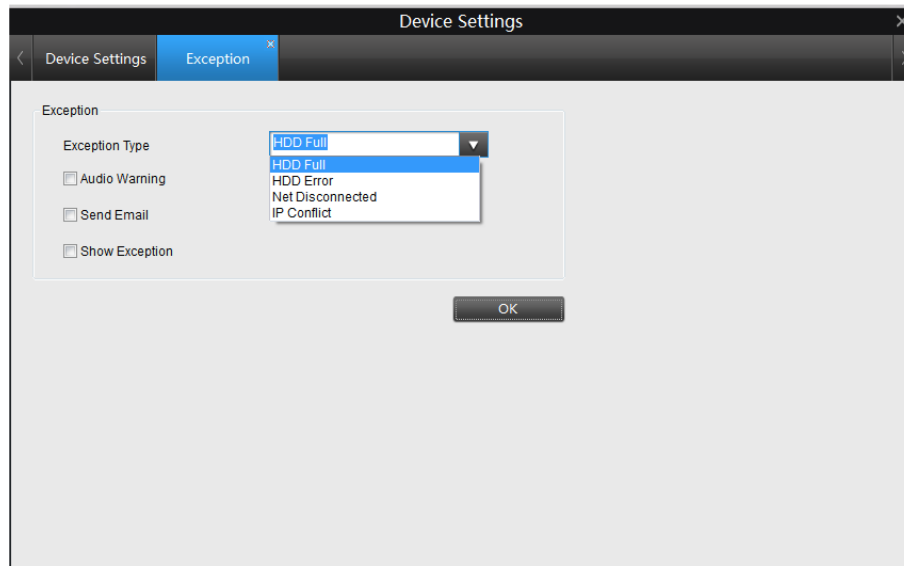 Device Settings
Device Settings
Exception
Exception
Exception Type
HDD Full
HDD Full
HDD Error
Net Disconnected
IP Conflict
Audio Warning
Send Email
Show Exception
OK